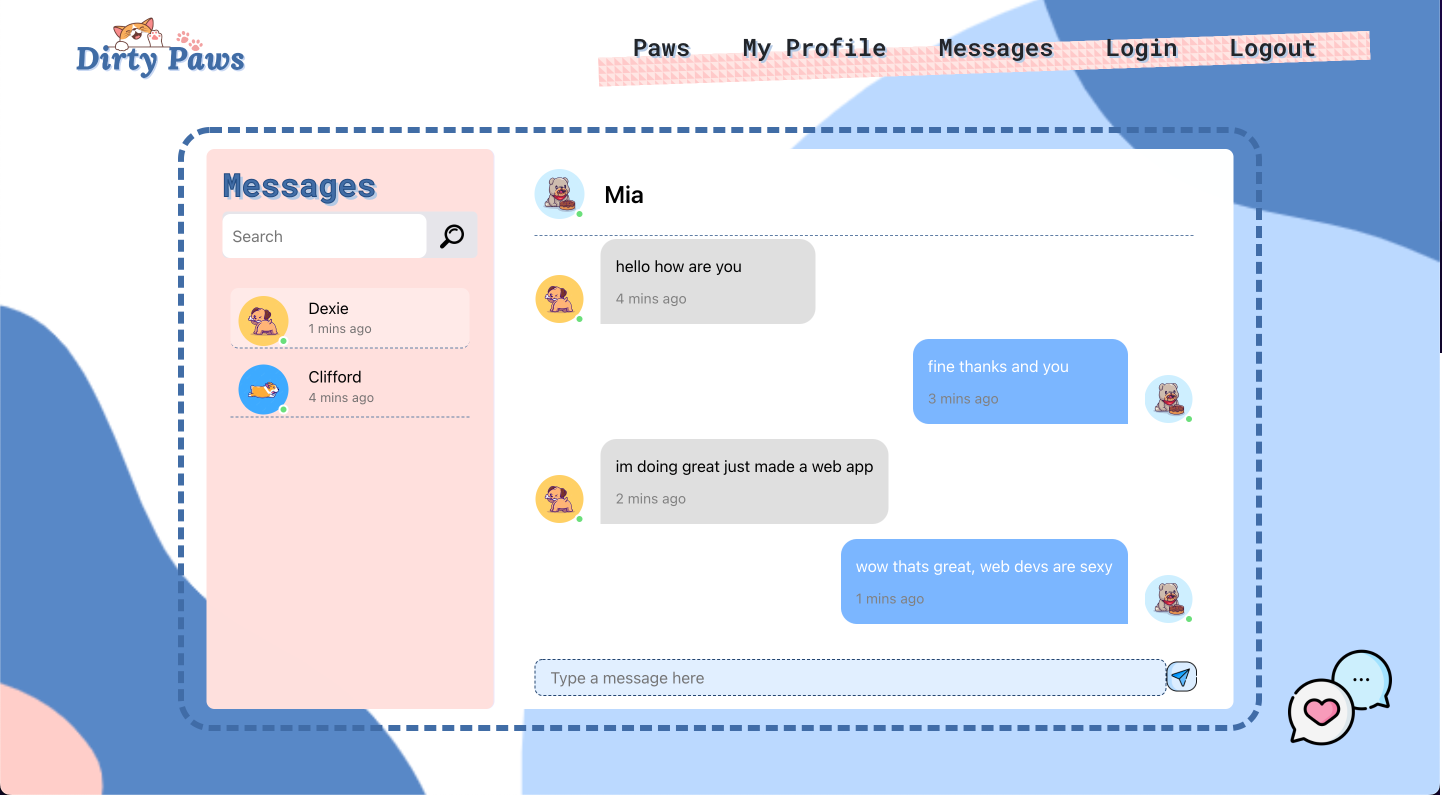 Dirty Paws
Paws My Profile Messages Login Logout
Messages
Search
Dexie
1 mins ago
Clifford
4 mins ago
Mia
hello how are you
4 mins ago
fine thanks and you
3 mins ago
im doing great just made a web app
2 mins ago
wow thats great, web devs are sexy
1 mins ago
Type a message here